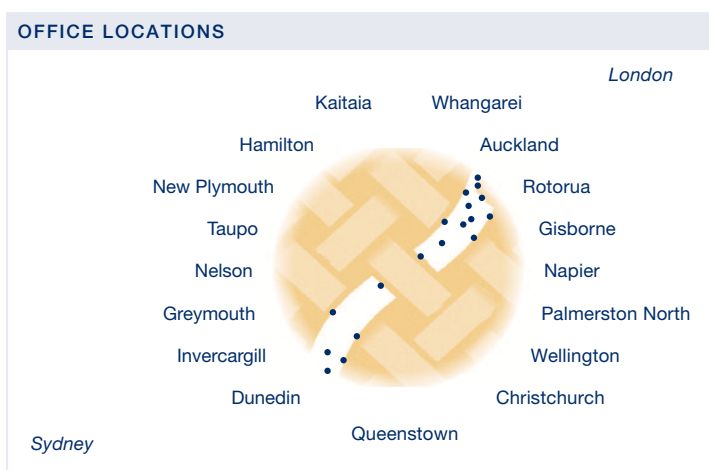 OFFICE LOCATIONS
London
Kaitaia Whangarei
Hamilton Auckland
New Plymouth Rotorua
Taupo Gisborne
Nelson Napier
Greymouth Palmerston North
Invercargill Wellington
Dunedin Christchurch
Queenstown
Sydney